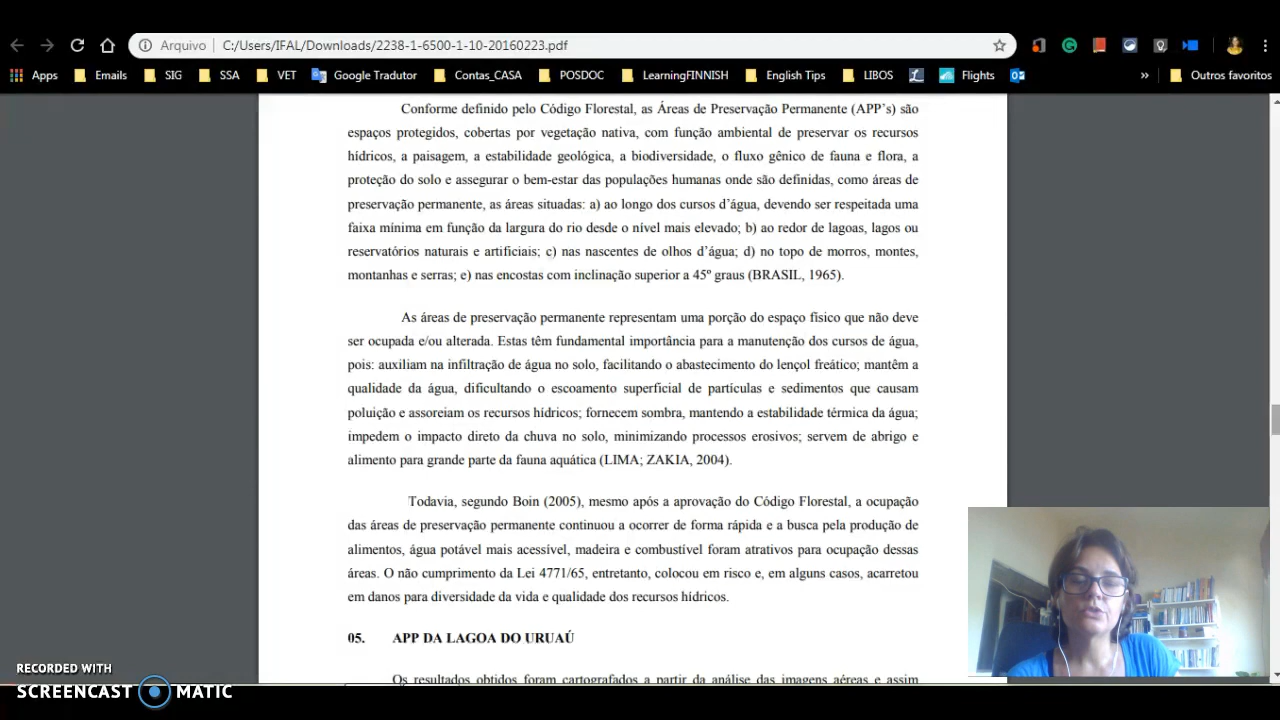 Arquivo | C:/Users/IFAL/Downloads/2238-1-6500-1-10-20160223.pdf
Apps Emails SIG SSA VET Google Tradutor Contas_CASA POSDOC LearningFINNISH English Tips LIBOS Flights » Outros favoritos
Conforme definido pelo Código Florestal, as Áreas de Preservação Permanente (APP’s) são
espaços protegidos, cobertas por vegetação nativa, com função ambiental de preservar os recursos
hídricos, a paisagem, a estabilidade geológica, a biodiversidade, o fluxo gênico de fauna e flora, a
proteção do solo e assegurar o bem-estar das populações humanas onde são definidas, como áreas de
preservação permanente, as áreas situadas: a) ao longo dos cursos d’água, devendo ser respeitada uma
faixa mínima em função da largura do rio desde o nível mais elevado; b) ao redor de lagoas, lagos ou
reservatórios naturais e artificiais; c) nas nascentes de olhos d’água; d) no topo de morros, montes,
montanhas e serras; e) nas encostas com inclinação superior a 45º graus (BRASIL, 1965).
As áreas de preservação permanente representam uma porção do espaço físico que não deve
ser ocupada e/ou alterada. Estas têm fundamental importância para a manutenção dos cursos de água,
pois: auxiliam na infiltração de água no solo, facilitando o abastecimento do lençol freático; mantêm a
qualidade da água, dificultando o escoamento superficial de partículas e sedimentos que causam
poluição e assoreiam os recursos hídricos; fornecem sombra, mantendo a estabilidade térmica da água;
impedem o impacto direto da chuva no solo, minimizando processos erosivos; servem de abrigo e
alimento para grande parte da fauna aquática (LIMA; ZAKIA, 2004).
Todavia, segundo Boin (2005), mesmo após a aprovação do Código Florestal, a ocupação
das áreas de preservação permanente continuou a ocorrer de forma rápida e a busca pela produção de
alimentos, água potável mais acessível, madeira e combustível foram atrativos para ocupação dessas
áreas. O não cumprimento da Lei 4771/65, entretanto, colocou em risco e, em alguns casos, acarretou
em danos para diversidade da vida e qualidade dos recursos hídricos.
05. APP DA LAGOA DO URUAÚ
Os resultados obtidos foram cartografados a partir da análise das imagens aéreas e assim
RECORDED WITH
SCREENCAST MATIC